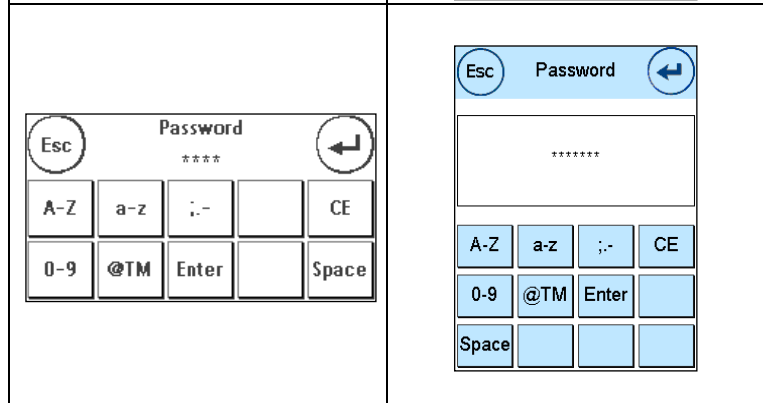 Esc Password
****
A-Z a-z ;.- CE
0-9 @TM Enter Space
Esc Password
*******
A-Z a-z ;.- CE
0-9 @TM Enter
Space